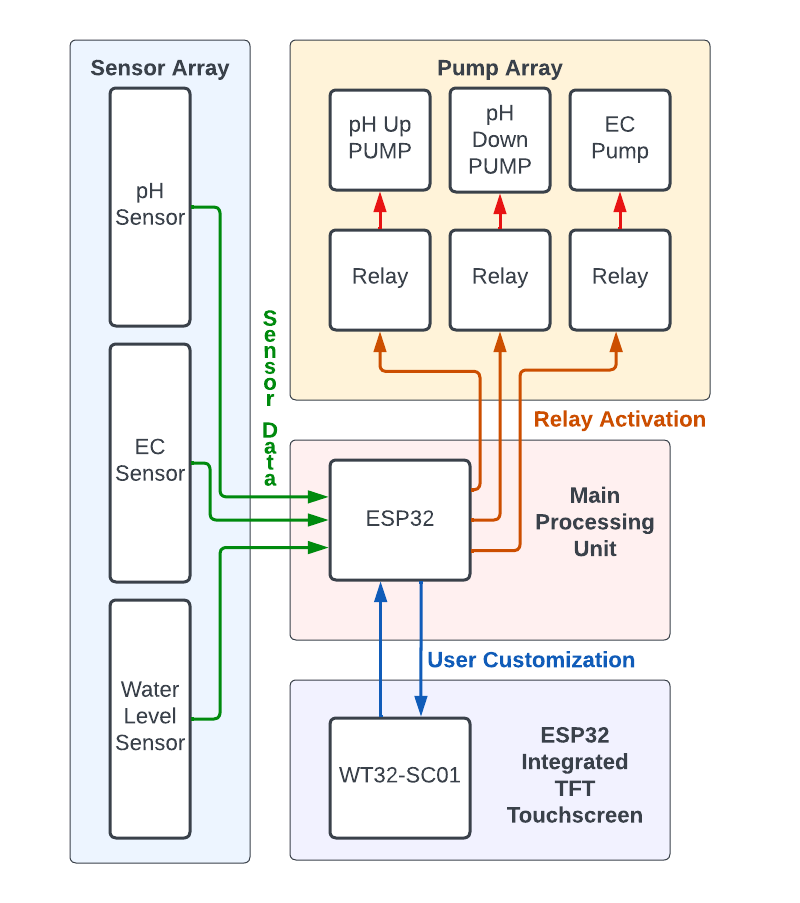 Sensor Array
pH
Sensor
EC
Sensor
Water
Level
Sensor
Sensor Data
Pump Array
pH Up
PUMP
pH
Down
PUMP
EC
Pump
Relay
Relay
Relay
Relay Activation
ESP32
Main
Processing
Unit
User Customization
WT32-SC01
ESP32
Integrated
TFT
Touchscreen